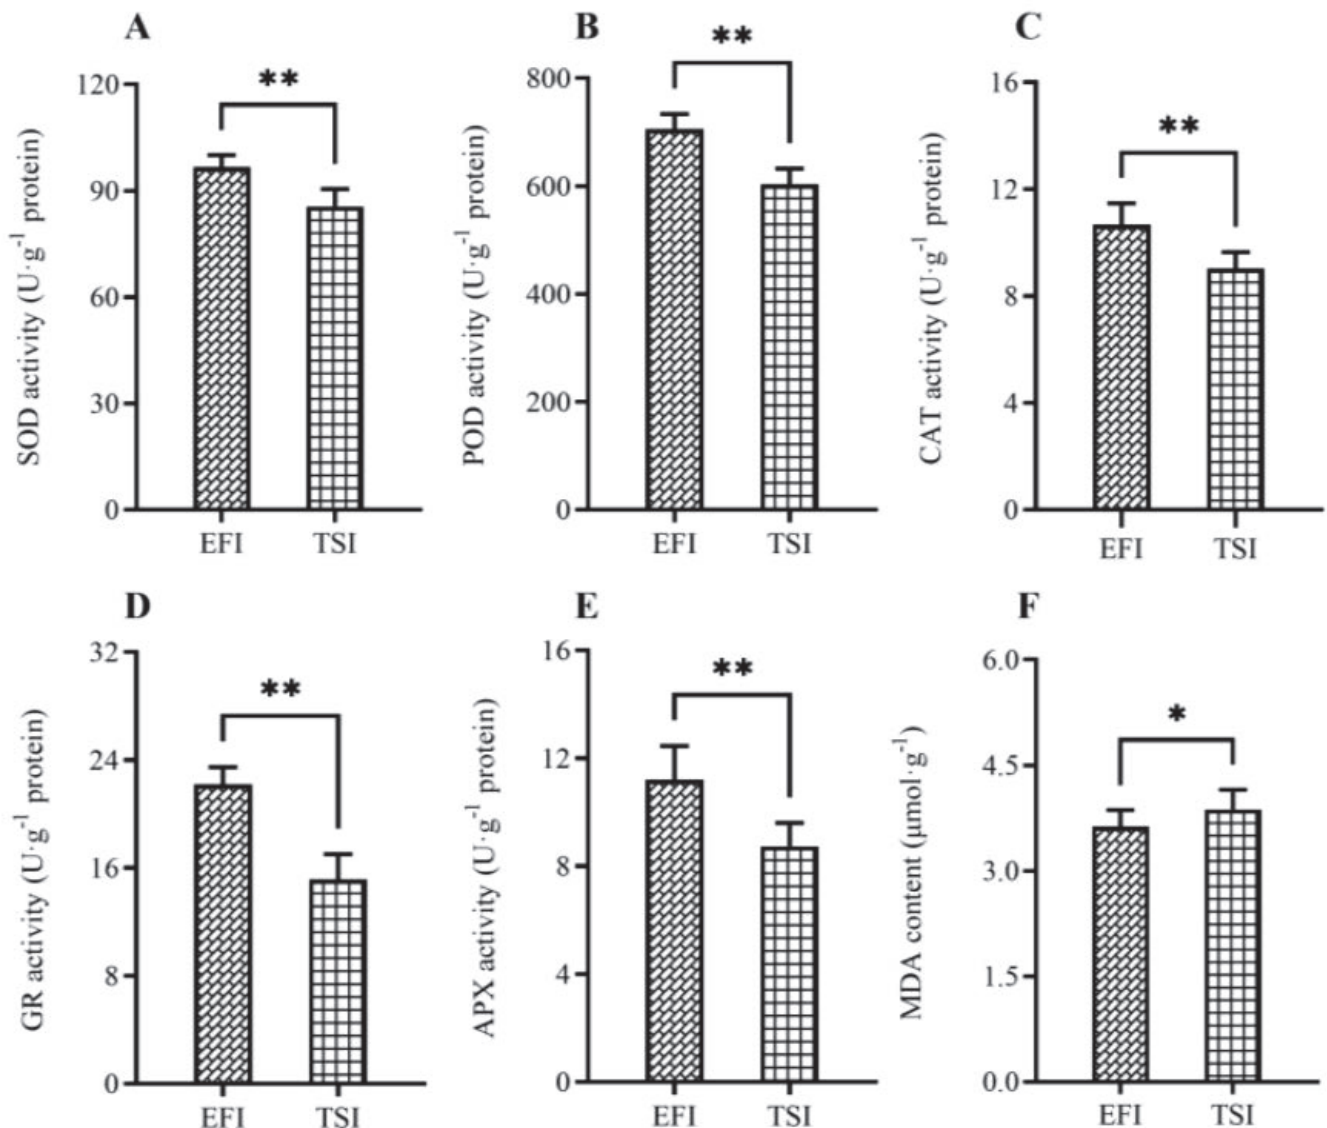 A
SOD activity (U·g⁻¹ protein)
120
90
60
30
0
**
EFI TSI
B
POD activity (U·g⁻¹ protein)
800
600
400
200
0
**
EFI TSI
C
CAT activity (U·g⁻¹ protein)
16
12
8
4
0
**
EFI TSI
D
GR activity (U·g⁻¹ protein)
32
24
16
8
0
**
EFI TSI
E
APX activity (U·g⁻¹ protein)
16
12
8
4
0
**
EFI TSI
F
MDA content (μmol·g⁻¹)
6.0
4.5
3.0
1.5
0.0
*
EFI TSI